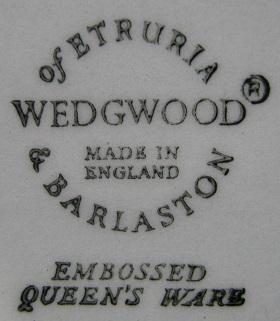 of ETRURIA
WEDGWOOD®
MADE IN
ENGLAND
& BARLASTON
EMBOSSED
QUEEN'S WARE